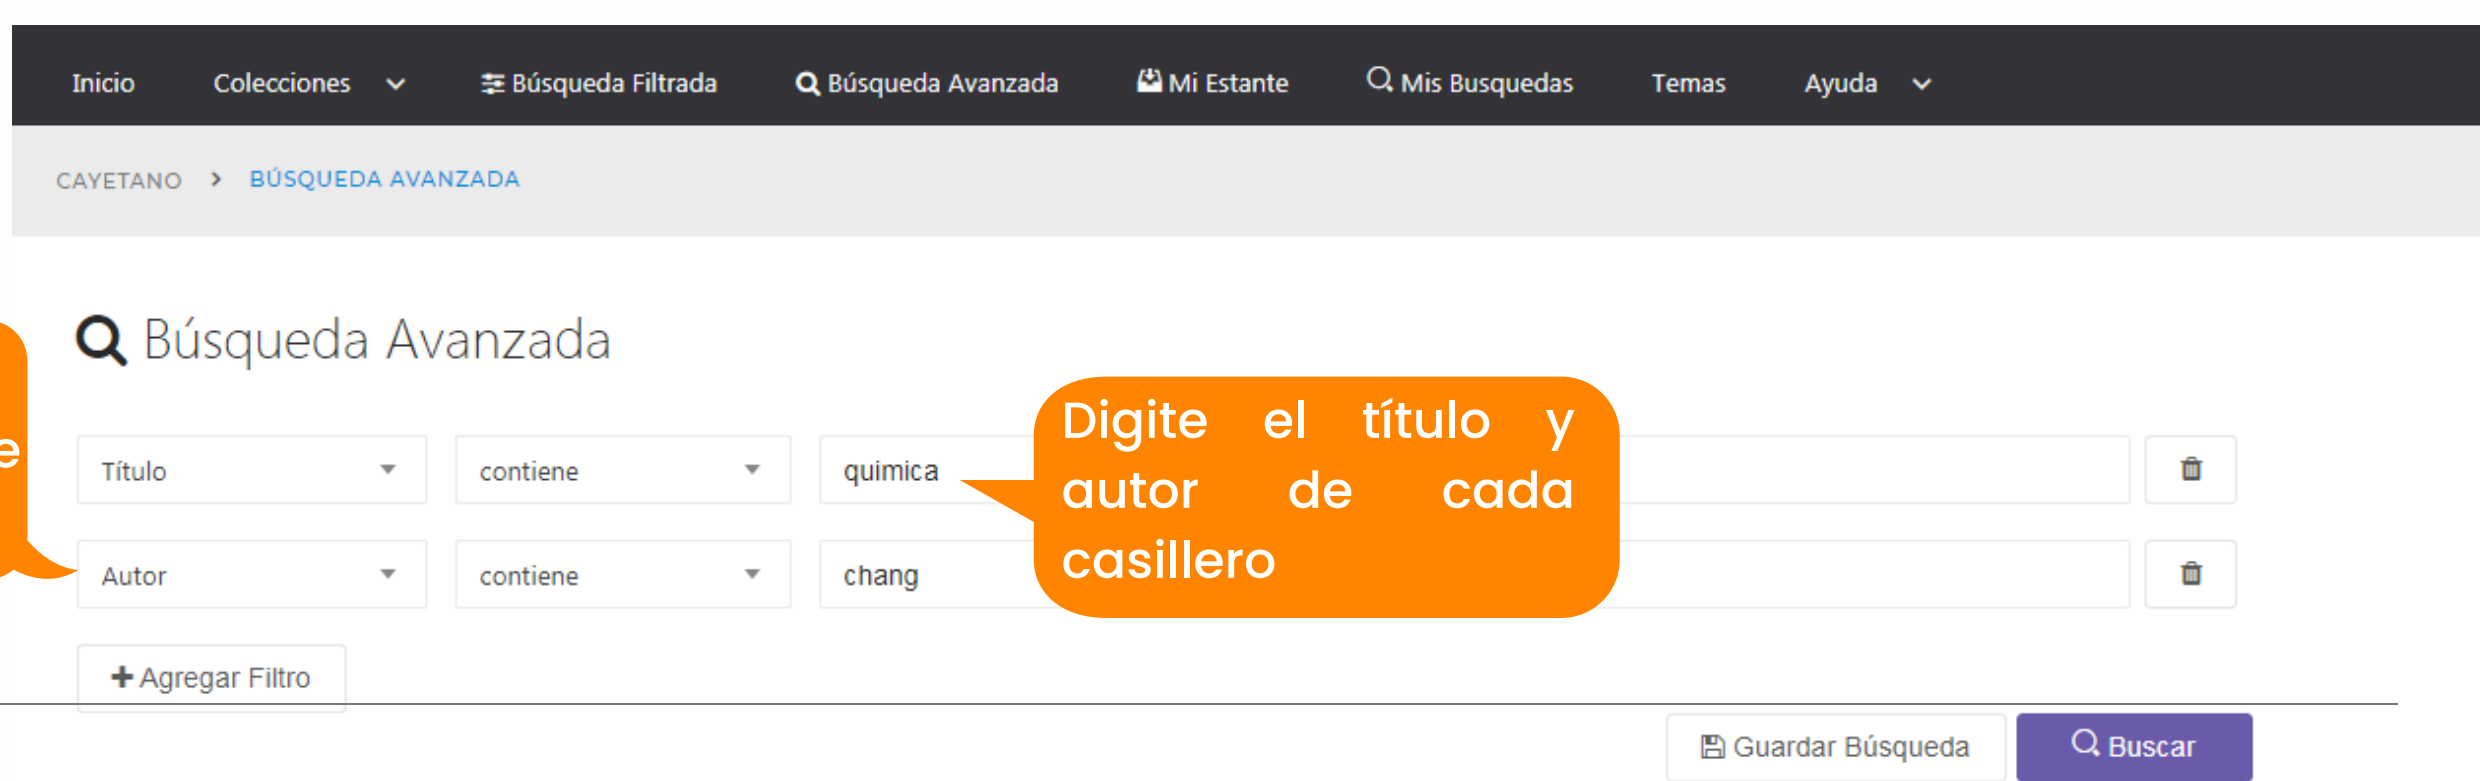 Inicio Colecciones Búsqueda Filtrada Búsqueda Avanzada Mi Estante Mis Busquedas Temas Ayuda
CAYETANO > BÚSQUEDA AVANZADA
Búsqueda Avanzada
Título contiene quimica
Autor contiene chang
Digite el título y
autor de cada
casillero
+ Agregar Filtro
Guardar Búsqueda Buscar